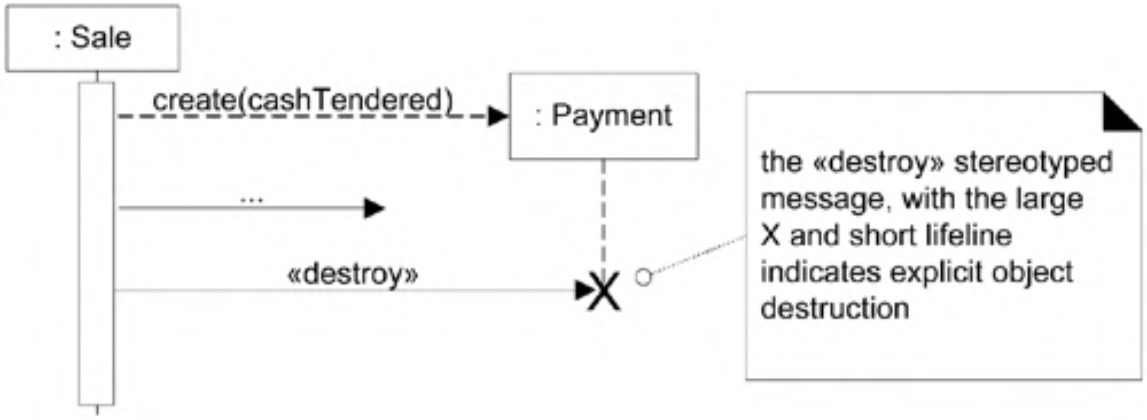 : Sale
create(cashTendered)
: Payment
...
«destroy»
X
the «destroy» stereotyped
message, with the large
X and short lifeline
indicates explicit object
destruction